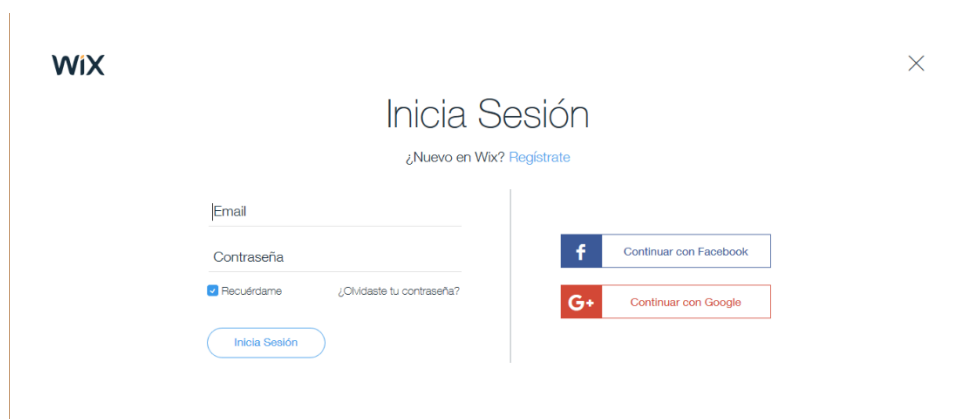 WiX
Inicia Sesión
¿Nuevo en Wix? Regístrate
Email
Contraseña
Recuérdame ¿Olvidaste tu contraseña?
Inicia Sesión
f Continuar con Facebook
G+ Continuar con Google